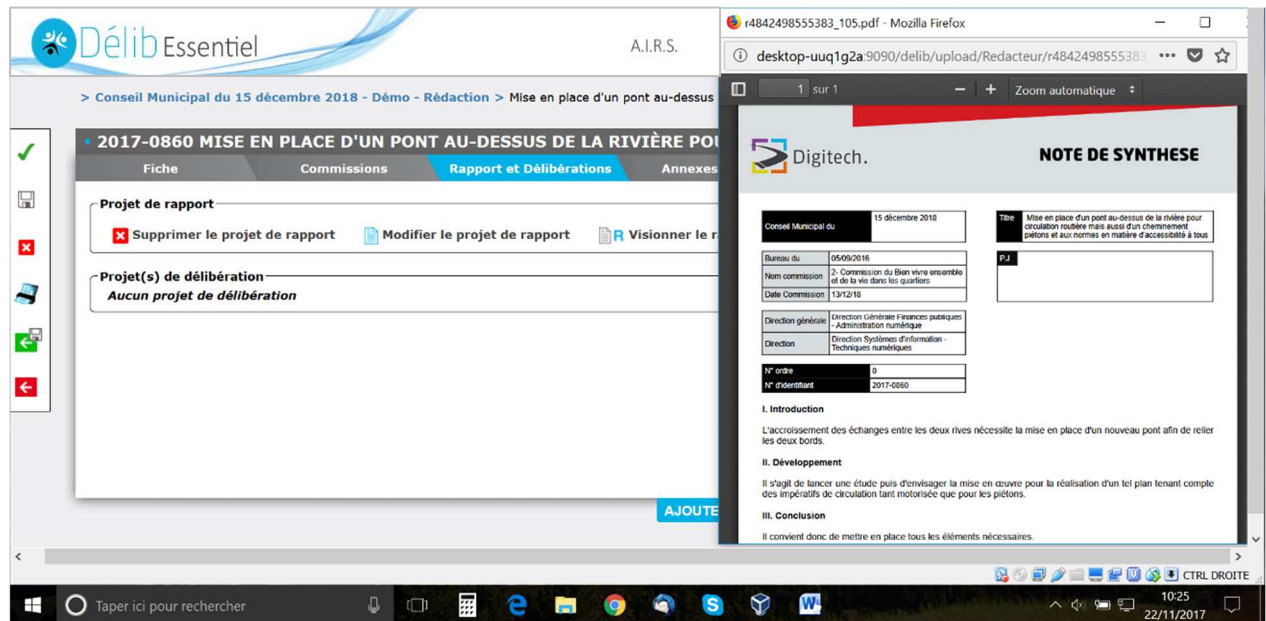 Délib Essentiel
A.I.R.S.
> Conseil Municipal du 15 décembre 2018 - Démo - Rédaction > Mise en place d'un pont au-dessus
2017-0860 MISE EN PLACE D'UN PONT AU-DESSUS DE LA RIVIÈRE POU
Fiche Commissions Rapport et Délibérations Annexes
Projet de rapport
Supprimer le projet de rapport Modifier le projet de rapport R Visionner le r
Projet(s) de délibération
Aucun projet de délibération
AJOUTE
r4842498555383_105.pdf - Mozilla Firefox
desktop-uuq1g2a:9090/delib/upload/Redacteur/r4842498555383
1 sur 1 Zoom automatique
Digitech.
NOTE DE SYNTHESE
Conseil Municipal du 15 décembre 2018
Titre Mise en place d'un pont au-dessus de la rivière pour
circulation routière mais aussi d'un cheminement
piétons et aux normes en matière d'accessibilité à tous
Bureau du 05/09/2016
P.J
Nom commission 2- Commission du Bien vivre ensemble
et de la vie dans les quartiers
Date Commission 13/12/18
Direction générale Direction Générale Finances publiques
- Administration numérique
Direction Direction Systèmes d'information -
Techniques numériques
N° ordre 0
N° d'identifiant 2017-0860
I. Introduction
L'accroissement des échanges entre les deux rives nécessite la mise en place d'un nouveau pont afin de relier
les deux bords.
II. Développement
Il s'agit de lancer une étude puis d'envisager la mise en œuvre pour la réalisation d'un tel plan tenant compte
des impératifs de circulation tant motorisée que pour les piétons.
III. Conclusion
Il convient donc de mettre en place tous les éléments nécessaires.
CTRL DROITE
Taper ici pour rechercher
10:25
22/11/2017